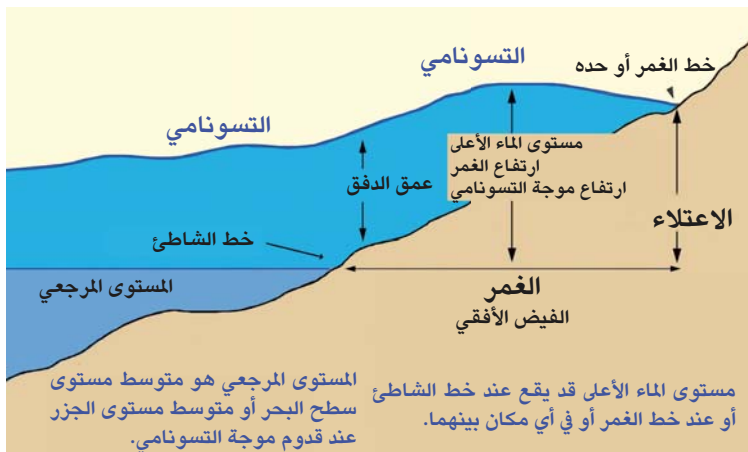 التسونامي
خط الغمر أو حده
التسونامي
مستوى الماء الأعلى
ارتفاع الغمر
ارتفاع موجة التسونامي
عمق الدفق
الاعتلاء
خط الشاطئ
المستوى المرجعي
الغمر
الفيض الأفقي
مستوى الماء الأعلى قد يقع عند خط الشاطئ
أو عند خط الغمر أو في أي مكان بينهما.
المستوى المرجعي هو متوسط مستوى
سطح البحر أو متوسط مستوى الجزر
عند قدوم موجة التسونامي.